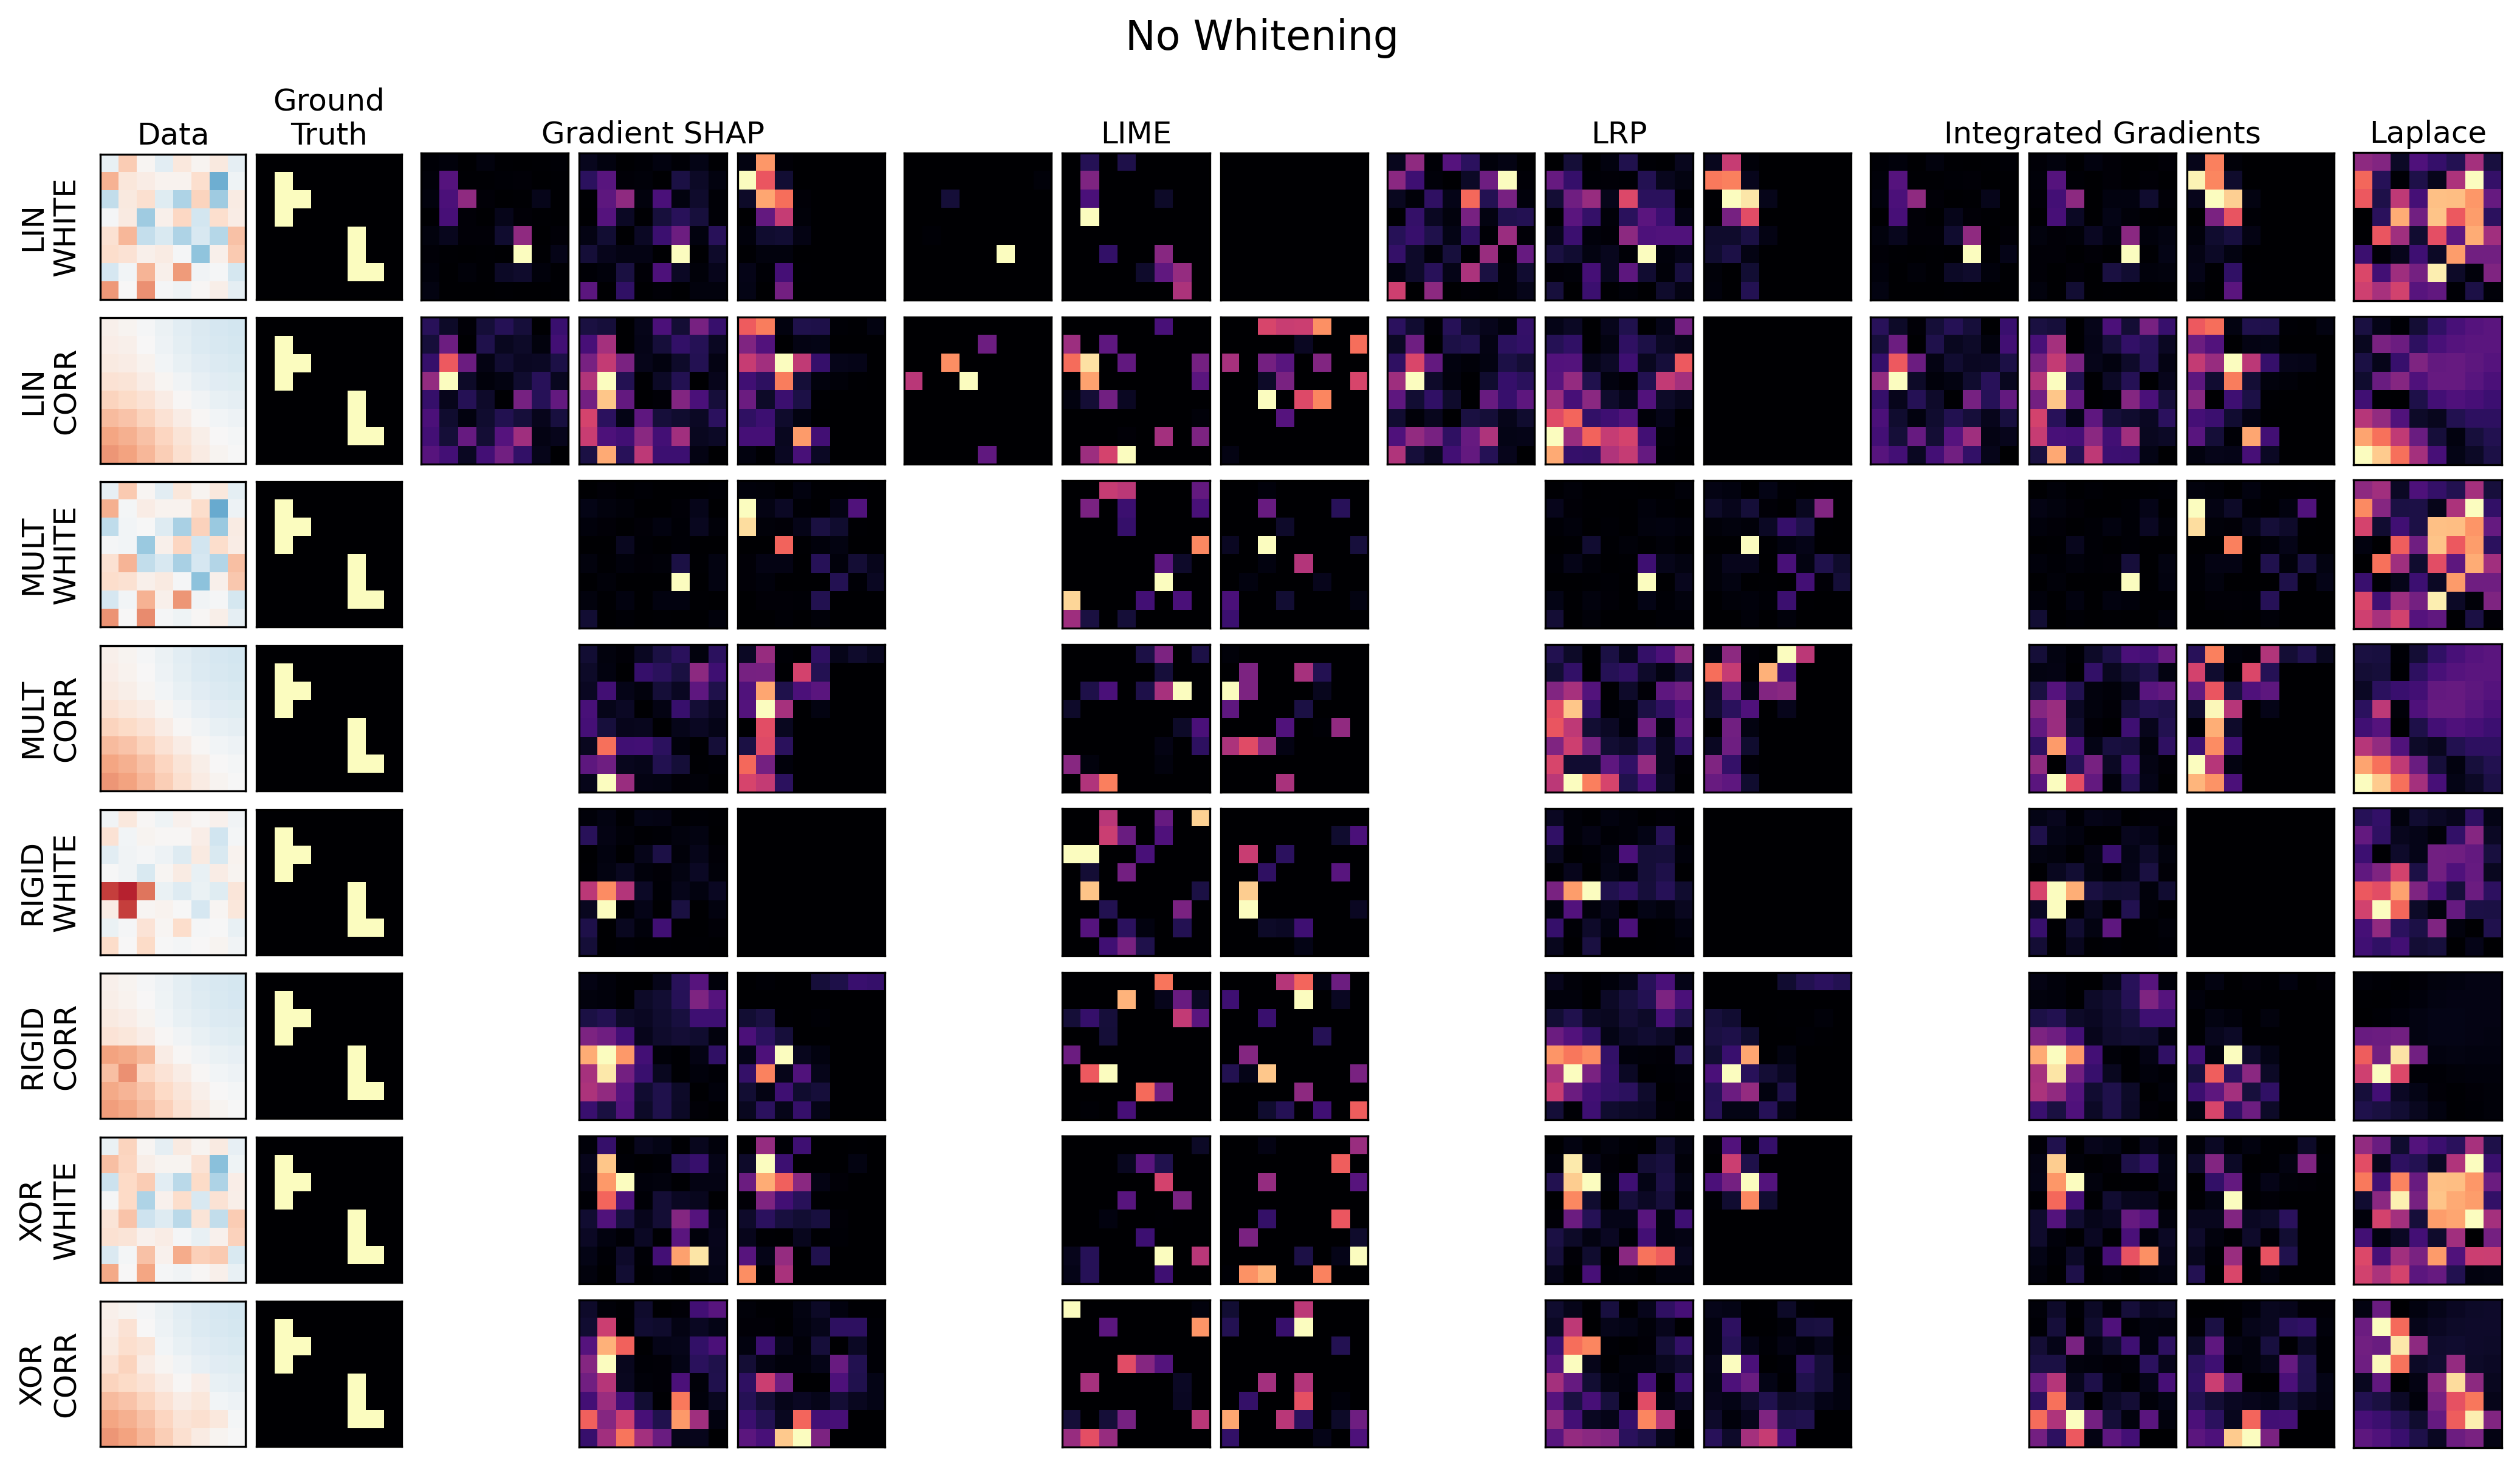 No Whitening
Data
Ground
Truth
Gradient SHAP
LIME
LRP
Integrated Gradients
Laplace
LIN
WHITE
LIN
CORR
MULT
WHITE
MULT
CORR
RIGID
WHITE
RIGID
CORR
XOR
WHITE
XOR
CORR